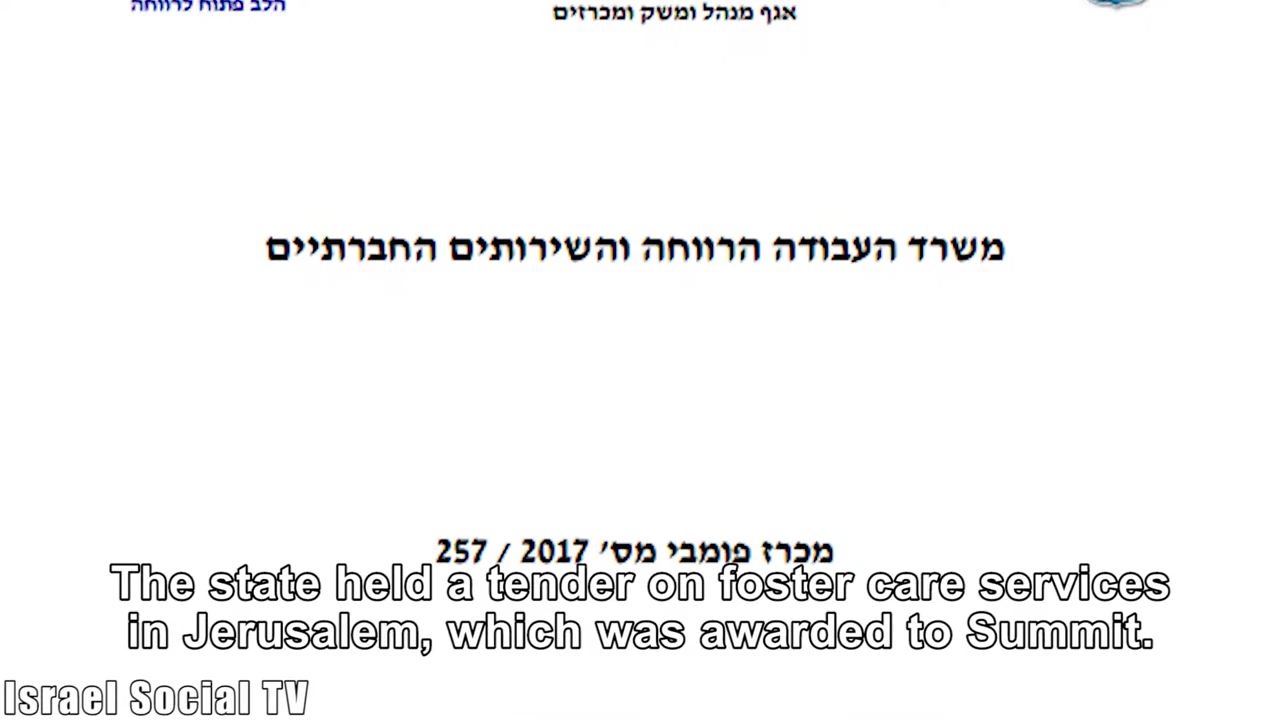 הלב פתוח לרווחה
אגף מנהל ומשק ומכרזים
משרד העבודה הרווחה והשירותים החברתיים
מכרז פומבי מס׳ 257 / 2017
The state held a tender on foster care services
in Jerusalem, which was awarded to Summit.
Israel Social TV